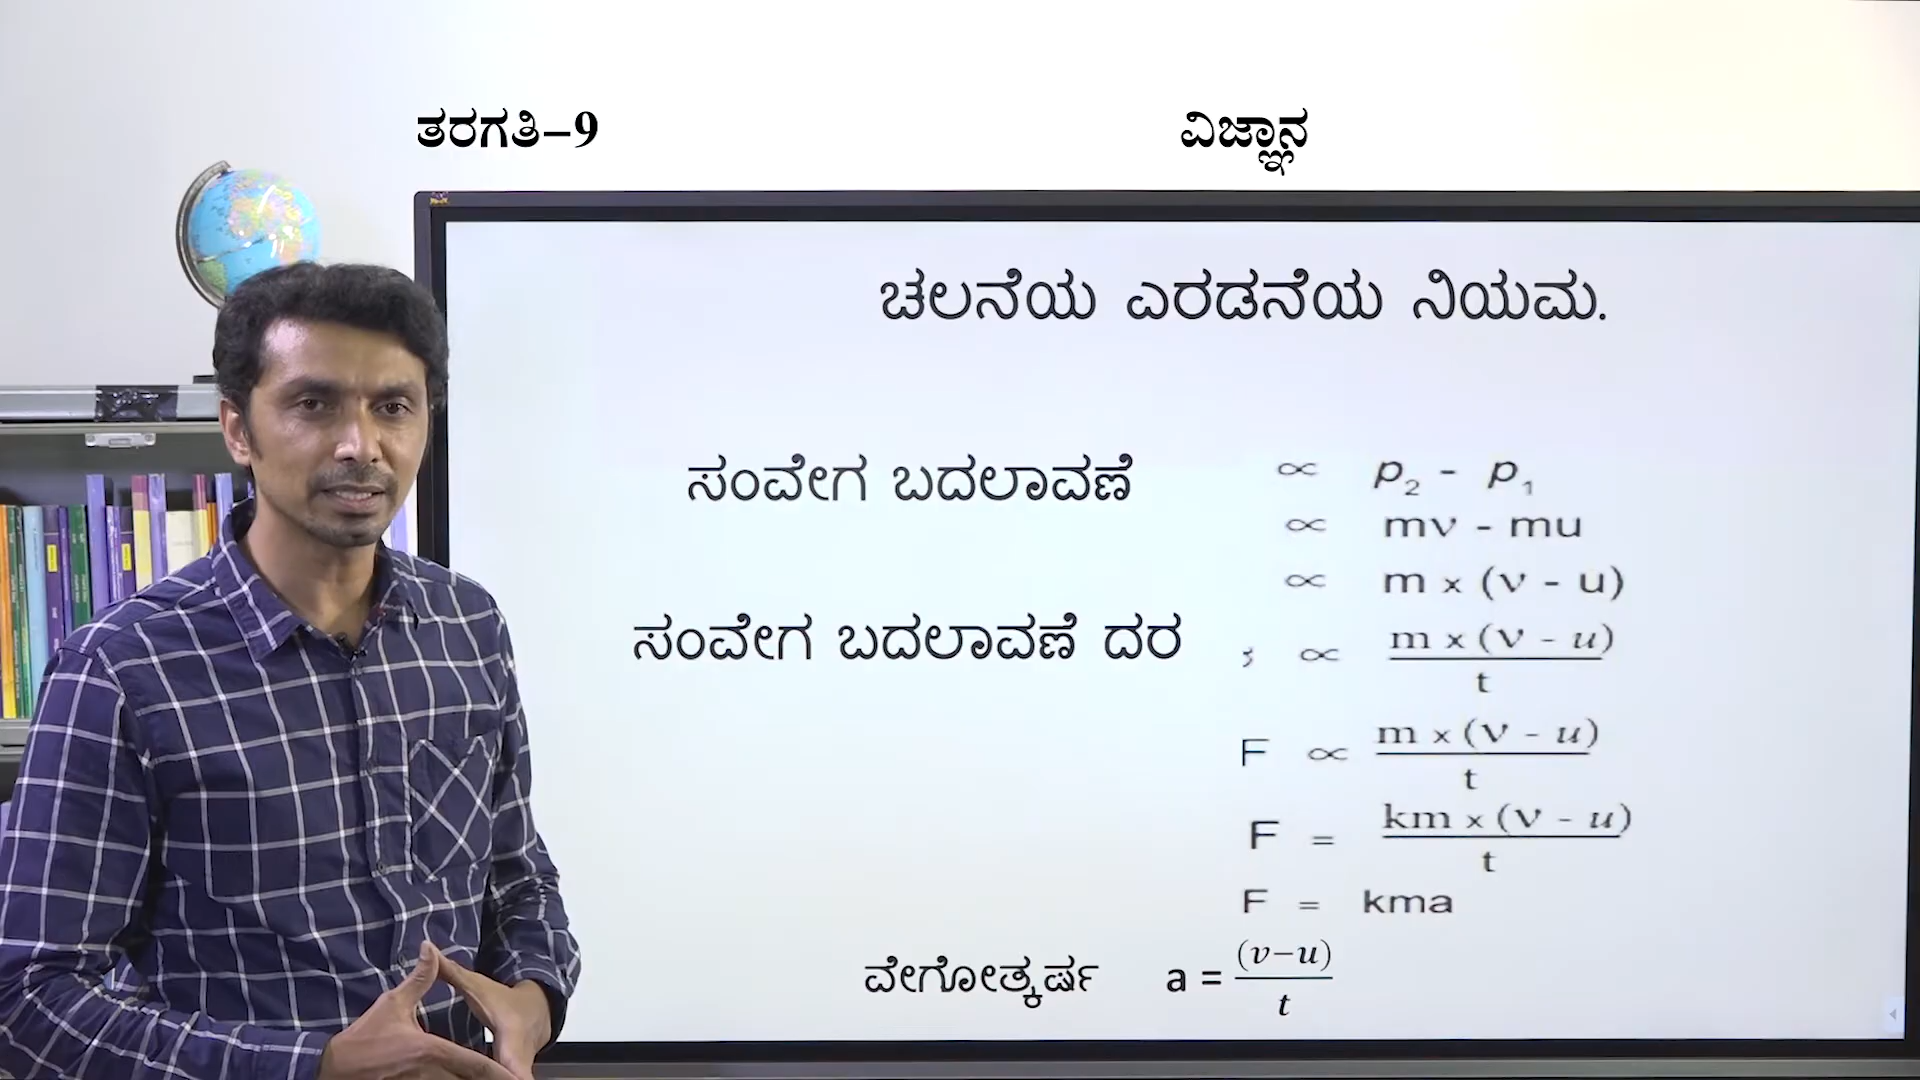 ತರಗತಿ–9 ವಿಜ್ಞಾನ
ಚಲನೆಯ ಎರಡನೆಯ ನಿಯಮ.
ಸಂವೇಗ ಬದಲಾವಣೆ ∝ p₂ - p₁
∝ mv - mu
∝ m × (v - u)
ಸಂವೇಗ ಬದಲಾವಣೆ ದರ ∝ m × (v - u) / t
F ∝ m × (v - u) / t
F = km × (v - u) / t
F = kma
ವೇಗೋತ್ಕರ್ಷ a = (v–u) / t